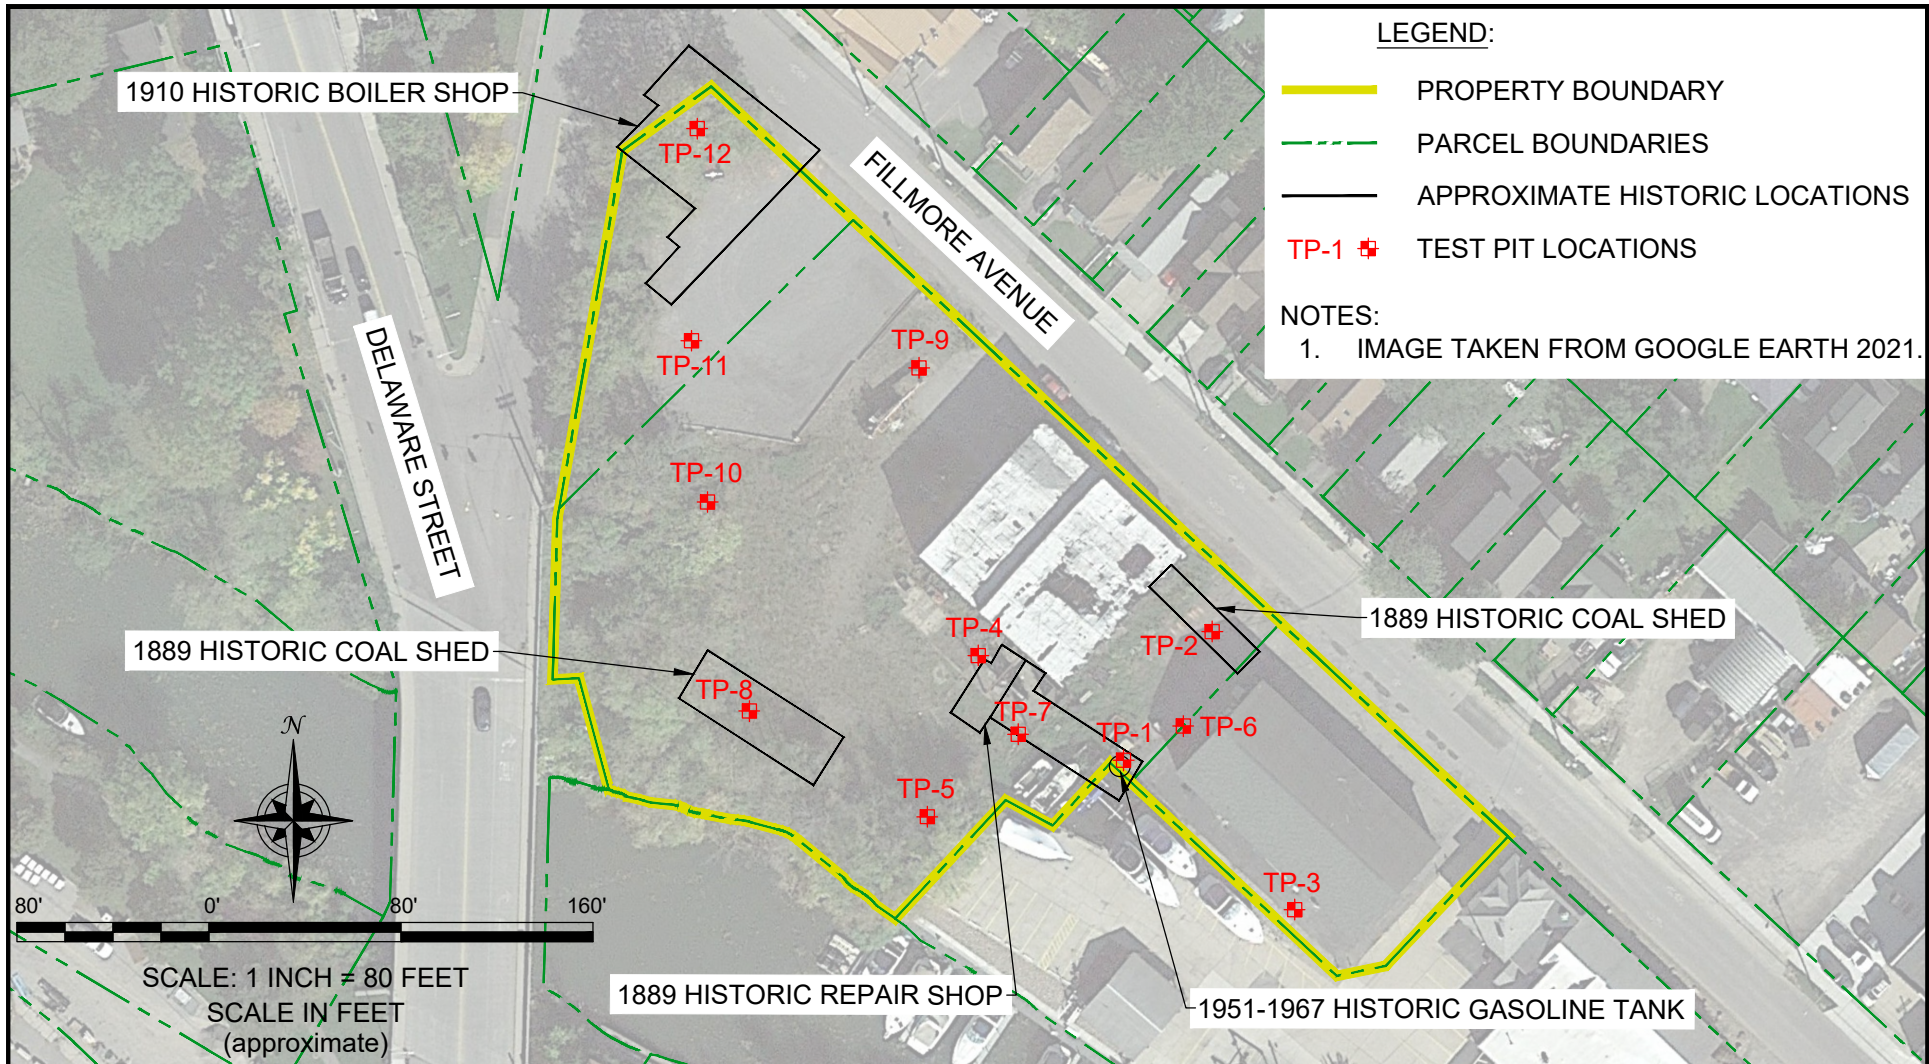 LEGEND:
PROPERTY BOUNDARY
PARCEL BOUNDARIES
APPROXIMATE HISTORIC LOCATIONS
TP-1 TEST PIT LOCATIONS
NOTES:
1. IMAGE TAKEN FROM GOOGLE EARTH 2021.
1910 HISTORIC BOILER SHOP
TP-12
FILLMORE AVENUE
TP-11
TP-9
DELAWARE STREET
TP-10
1889 HISTORIC COAL SHED
TP-2
TP-4
1889 HISTORIC COAL SHED
TP-8
TP-7
TP-6
TP-1
TP-5
TP-3
N
80' 0' 80' 160'
SCALE: 1 INCH = 80 FEET
SCALE IN FEET
(approximate)
1889 HISTORIC REPAIR SHOP
1951-1967 HISTORIC GASOLINE TANK